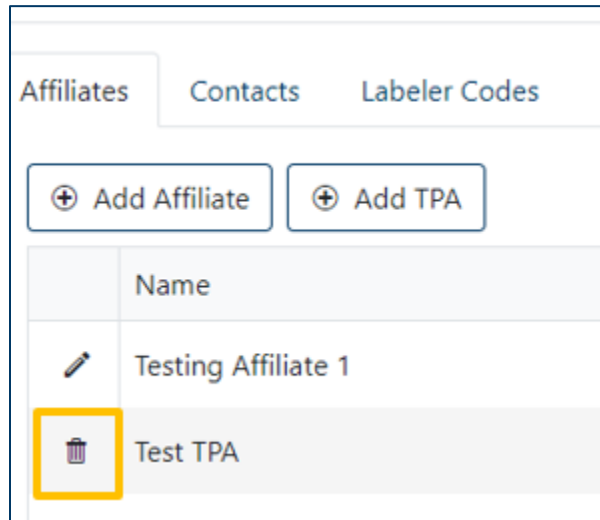 Affiliates Contacts Labeler Codes
Add Affiliate Add TPA
Name
Testing Affiliate 1
Test TPA